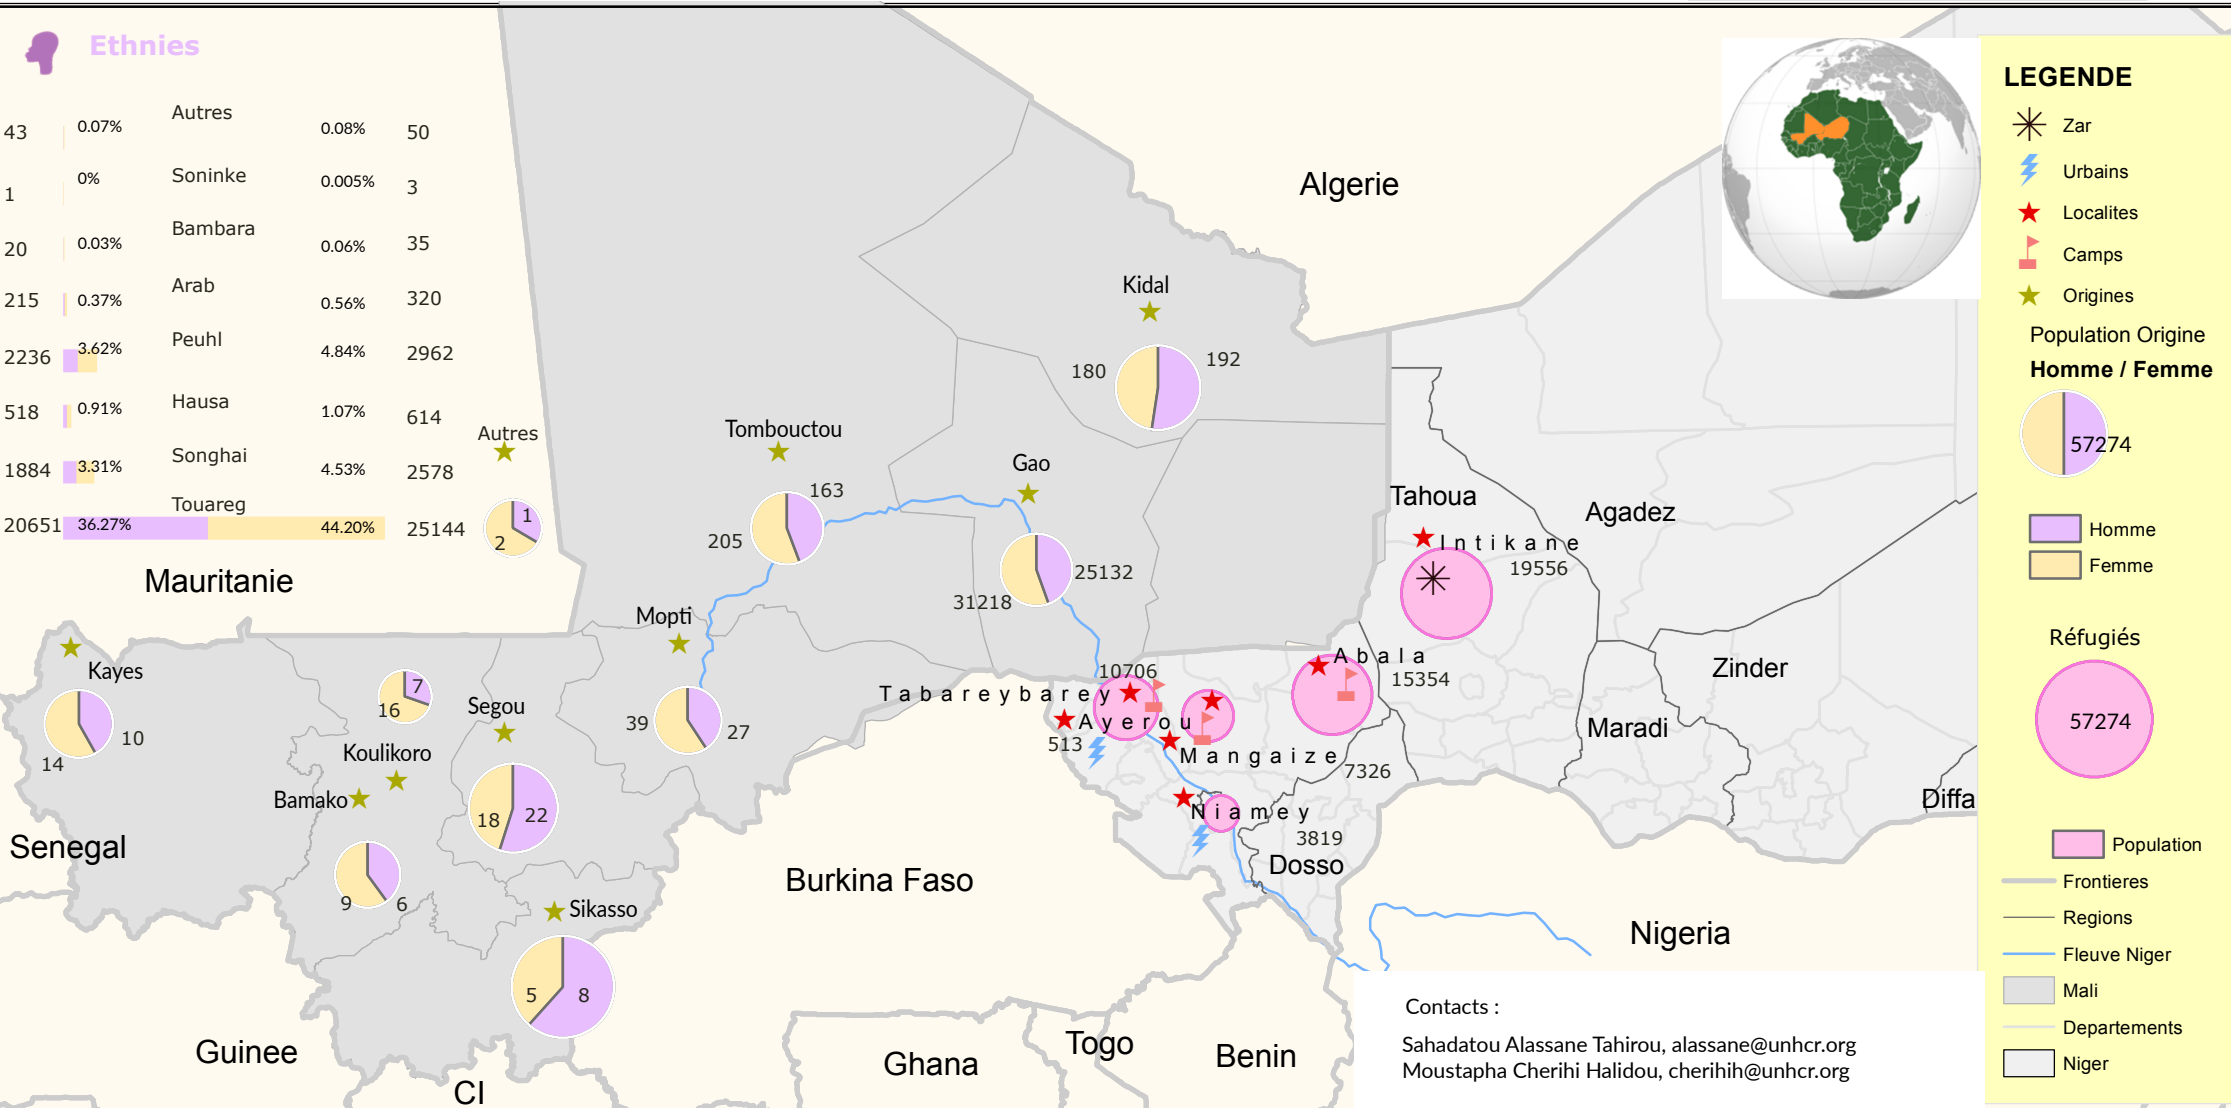 Ethnies
Autres
43 0.07% 0.08% 50
Soninke
1 0% 0.005% 3
Bambara
20 0.03% 0.06% 35
Arab
215 0.37% 0.56% 320
Peuhl
2236 3.62% 4.84% 2962
Hausa
518 0.91% 1.07% 614
Songhai
1884 3.31% 4.53% 2578
Touareg
20651 36.27% 44.20% 25144
Autres
1
2
Mauritanie
Algerie
Kidal
180 192
Tombouctou
163
205
Gao
25132
31218
Mopti
39 27
Kayes
10
14
7
16
Koulikoro
Bamako
9 6
Segou
18 22
Sikasso
5 8
Senegal
Guinee
CI
Burkina Faso
Ghana
Togo
Benin
Nigeria
Tahoua
Intikane
19556
Agadez
Abala
15354
10706
Tabareybarey
Ayerou
513
Mangaize
7326
Niamey
3819
Dosso
Maradi
Zinder
Diffa
LEGENDE
Zar
Urbains
Localites
Camps
Origines
Population Origine
Homme / Femme
57274
Homme
Femme
Réfugiés
57274
Population
Frontieres
Regions
Fleuve Niger
Mali
Departements
Niger
Contacts :
Sahadatou Alassane Tahirou, alassane@unhcr.org
Moustapha Cherihi Halidou, cherihih@unhcr.org